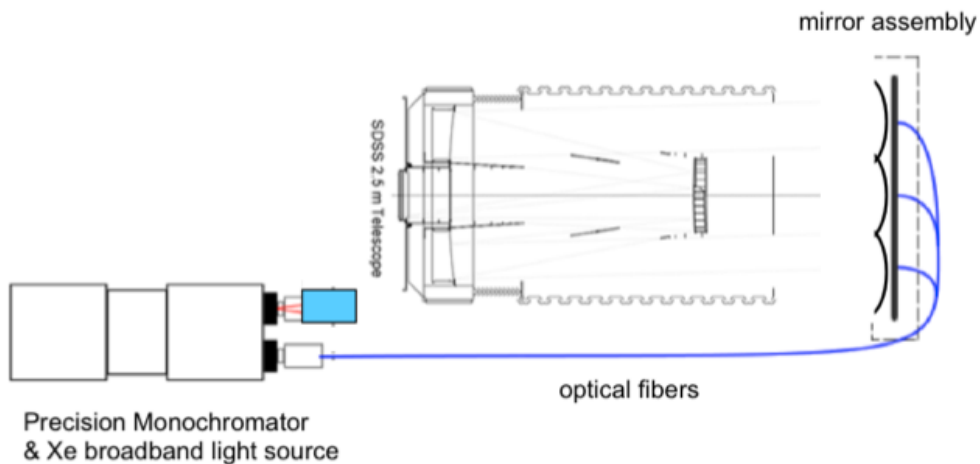 mirror assembly
SDSS 2.5 m Telescope
optical fibers
Precision Monochromator
& Xe broadband light source